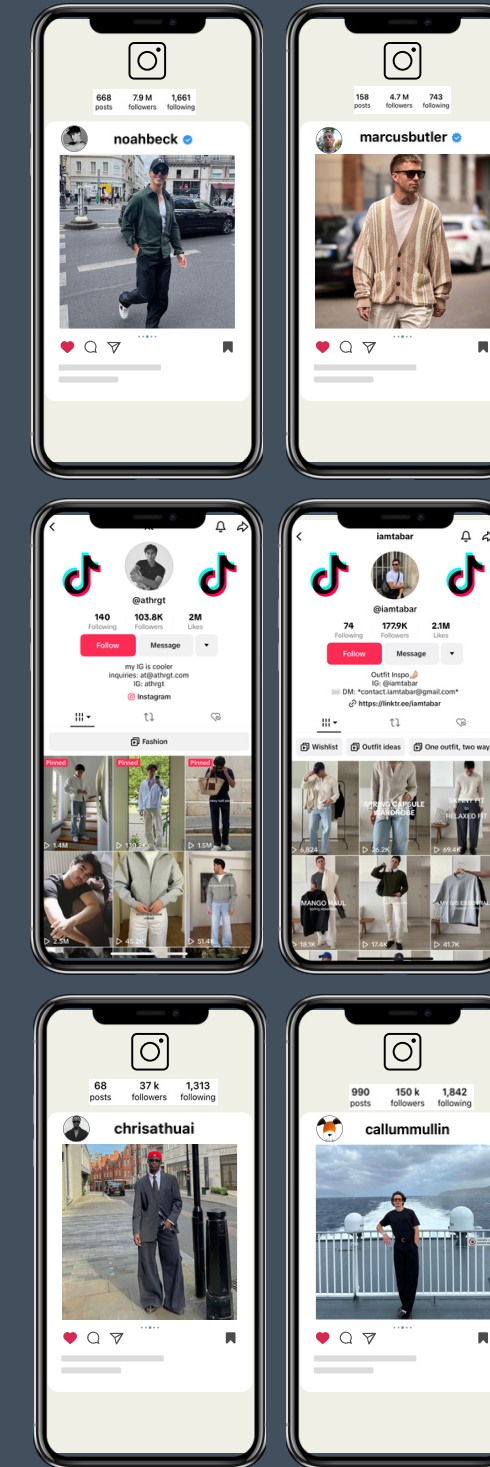 668 7.9 M 1,661
posts followers following
noahbeck
158 4.7 M 743
posts followers following
marcusbutler
@athrgt
140 103.8K 2M
Following Followers Likes
Follow Message
my IG is cooler
inquiries: at@athrgt.com
IG: athrgt
Instagram
Fashion
Pinned Pinned Pinned
1.4M 1.5M
2.5M 45.2K 51.4K
iamtabar
@iamtabar
74 177.9K 2.1M
Following Followers Likes
Follow Message
Outfit Inspo🤌🏼
IG: @iamtabar
DM: *contact.iamtabar@gmail.com*
https://linktr.ee/iamtabar
Wishlist Outfit ideas One outfit, two way
SPRING CAPSULE
WARDROBE
SKINNY FIT
TO
RELAXED FIT
6,824 26.2K 69.4K
MANGO HAUL
18.1K 17.4K 41.7K
68 37 k 1,313
posts followers following
chrisathuai
990 150 k 1,842
posts followers following
callummullin